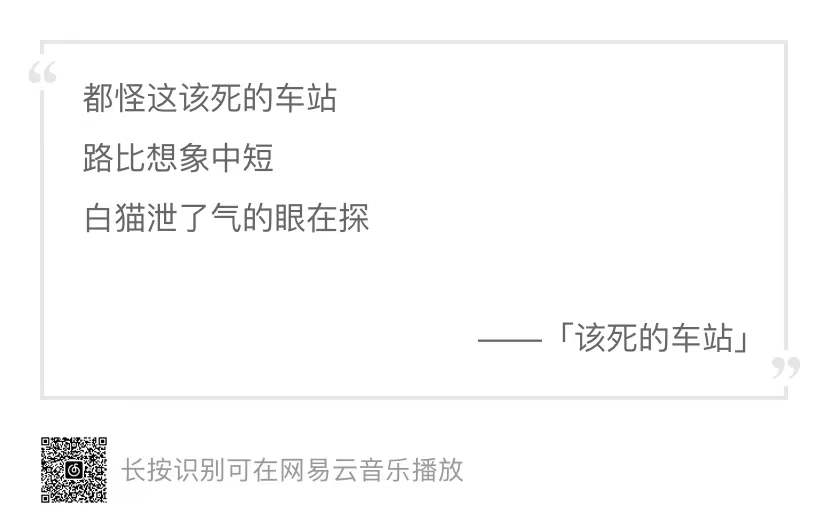 “
都怪这该死的车站
路比想象中短
白猫泄了气的眼在探
——「该死的车站」
”
长按识别可在网易云音乐播放